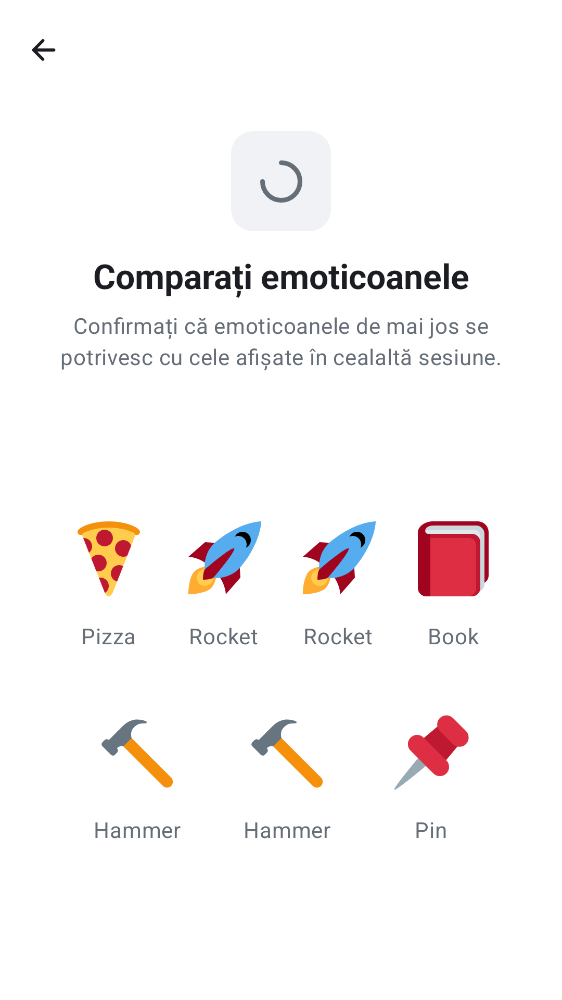 Comparați emoticoanele
Confirmați că emoticoanele de mai jos se
potrivesc cu cele afișate în cealaltă sesiune.
Pizza Rocket Rocket Book
Hammer Hammer Pin